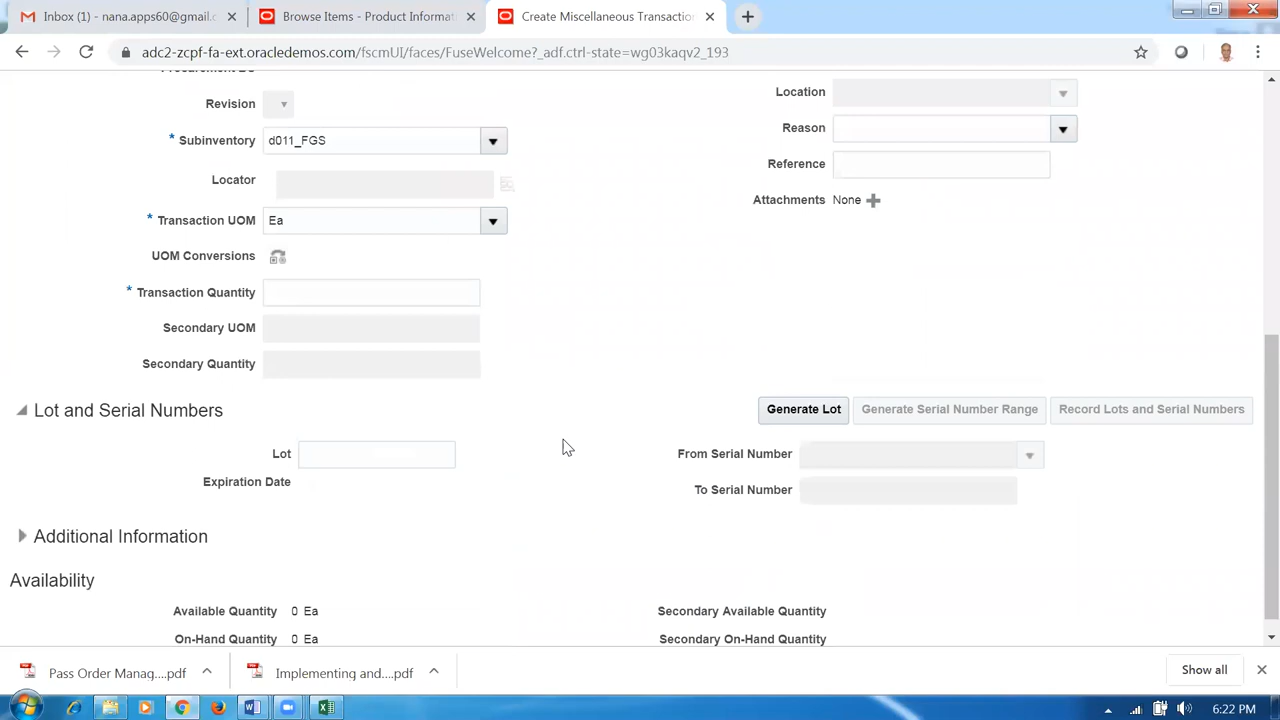 Inbox (1) - nana.apps60@gmail.c
Browse Items - Product Informati
Create Miscellaneous Transaction
adc2-zcpf-fa-ext.oracledemos.com/fscmUI/faces/FuseWelcome?_adf.ctrl-state=wg03kaqv2_193
Revision
* Subinventory d011_FGS
Locator
* Transaction UOM Ea
UOM Conversions
* Transaction Quantity
Secondary UOM
Secondary Quantity
Location
Reason
Reference
Attachments None
Lot and Serial Numbers
Generate Lot Generate Serial Number Range Record Lots and Serial Numbers
Lot
Expiration Date
From Serial Number
To Serial Number
Additional Information
Availability
Available Quantity 0 Ea
On-Hand Quantity 0 Ea
Secondary Available Quantity
Secondary On-Hand Quantity
Pass Order Manag....pdf
Implementing and....pdf
Show all
6:22 PM